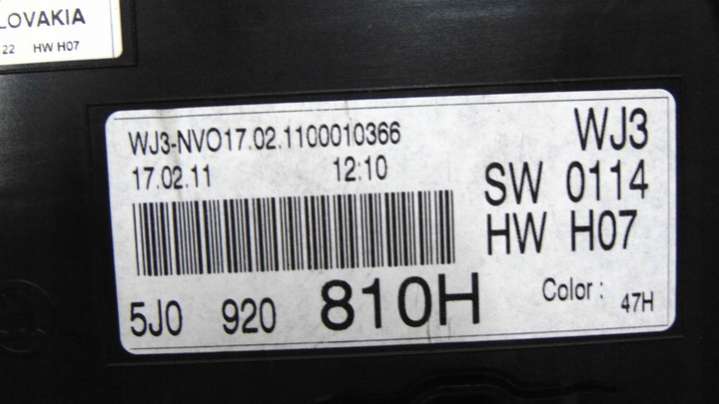 LOVAKIA
22 HW H07
WJ3-NVO17.02.1100010366
WJ3
17.02.11 12:10
SW 0114
HW H07
5J0 920 810H
Color : 47H